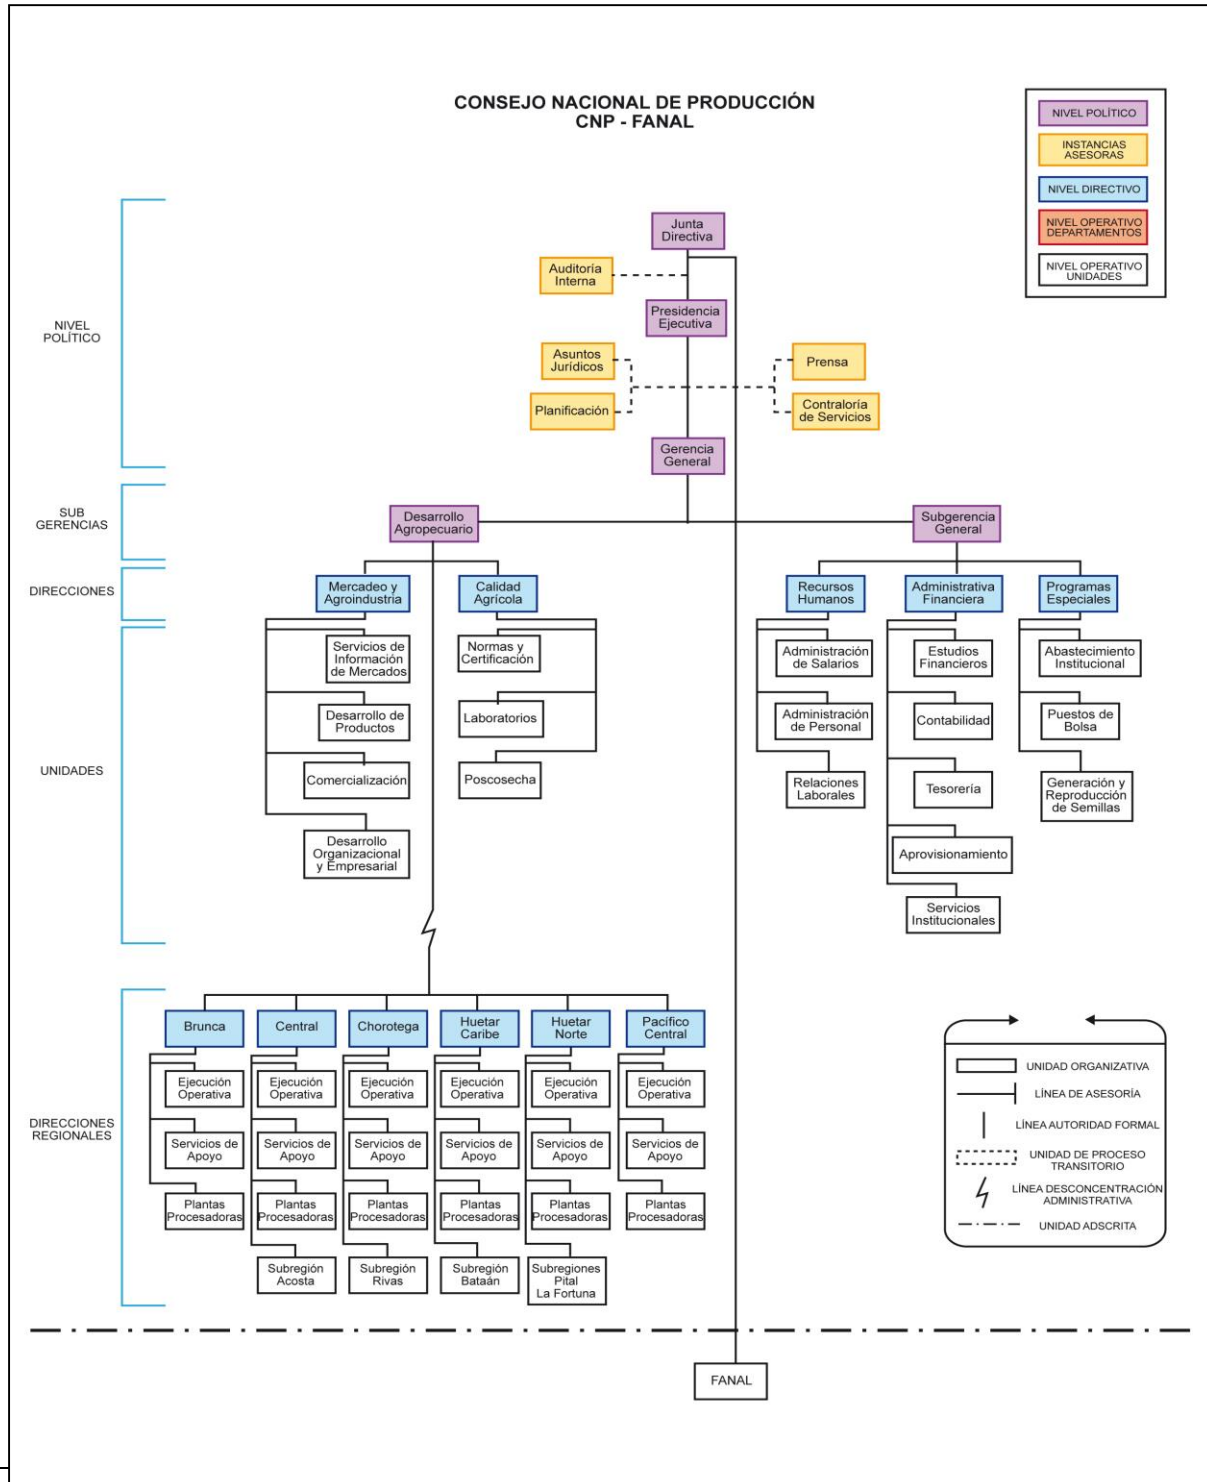 CONSEJO NACIONAL DE PRODUCCIÓN
CNP - FANAL
NIVEL POLÍTICO
INSTANCIAS
ASESORAS
NIVEL DIRECTIVO
NIVEL OPERATIVO
DEPARTAMENTOS
NIVEL OPERATIVO
UNIDADES
NIVEL
POLÍTICO
Junta
Directiva
Auditoría
Interna
Presidencia
Ejecutiva
Asuntos
Jurídicos
Prensa
Planificación
Contraloría
de Servicios
Gerencia
General
SUB
GERENCIAS
Desarrollo
Agropecuario
Subgerencia
General
DIRECCIONES
Mercadeo y
Agroindustria
Calidad
Agrícola
Recursos
Humanos
Administrativa
Financiera
Programas
Especiales
UNIDADES
Servicios de
Información
de Mercados
Desarrollo de
Productos
Comercialización
Desarrollo
Organizacional
y Empresarial
Normas y
Certificación
Laboratorios
Poscosecha
Administración
de Salarios
Administración
de Personal
Relaciones
Laborales
Estudios
Financieros
Contabilidad
Tesorería
Aprovisionamiento
Servicios
Institucionales
Abastecimiento
Institucional
Puestos de
Bolsa
Generación y
Reproducción
de Semillas
DIRECCIONES
REGIONALES
Brunca
Ejecución
Operativa
Servicios de
Apoyo
Plantas
Procesadoras
Central
Ejecución
Operativa
Servicios de
Apoyo
Plantas
Procesadoras
Subregión
Acosta
Chorotega
Ejecución
Operativa
Servicios de
Apoyo
Plantas
Procesadoras
Subregión
Rivas
Huetar
Caribe
Ejecución
Operativa
Servicios de
Apoyo
Plantas
Procesadoras
Subregión
Bataán
Huetar
Norte
Ejecución
Operativa
Servicios de
Apoyo
Plantas
Procesadoras
Subregiones
Pital
La Fortuna
Pacífico
Central
Ejecución
Operativa
Servicios de
Apoyo
Plantas
Procesadoras
UNIDAD ORGANIZATIVA
LÍNEA DE ASESORÍA
LÍNEA AUTORIDAD FORMAL
UNIDAD DE PROCESO
TRANSITORIO
LÍNEA DESCONCENTRACIÓN
ADMINISTRATIVA
UNIDAD ADSCRITA
FANAL